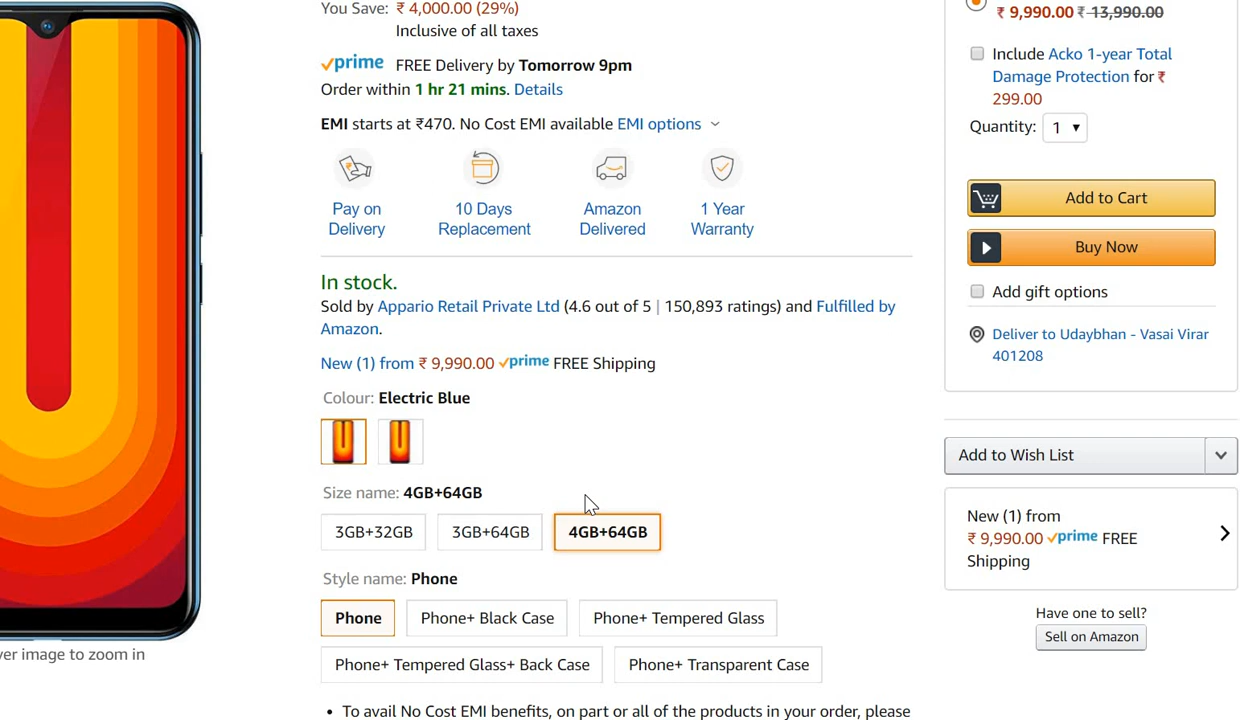 You Save: ₹ 4,000.00 (29%)
Inclusive of all taxes
prime FREE Delivery by Tomorrow 9pm
Order within 1 hr 21 mins. Details
EMI starts at ₹470. No Cost EMI available EMI options
Pay on Delivery
10 Days Replacement
Amazon Delivered
1 Year Warranty
In stock.
Sold by Appario Retail Private Ltd (4.6 out of 5 | 150,893 ratings) and Fulfilled by
Amazon.
New (1) from ₹ 9,990.00 prime FREE Shipping
Colour: Electric Blue
Size name: 4GB+64GB
3GB+32GB 3GB+64GB 4GB+64GB
Style name: Phone
Phone Phone+ Black Case Phone+ Tempered Glass
Phone+ Tempered Glass+ Back Case Phone+ Transparent Case
• To avail No Cost EMI benefits, on part or all of the products in your order, please
ver image to zoom in
₹ 9,990.00 ₹ 13,990.00
Include Acko 1-year Total
Damage Protection for ₹
299.00
Quantity: 1
Add to Cart
Buy Now
Add gift options
Deliver to Udaybhan - Vasai Virar
401208
Add to Wish List
New (1) from
₹ 9,990.00 prime FREE
Shipping
Have one to sell?
Sell on Amazon